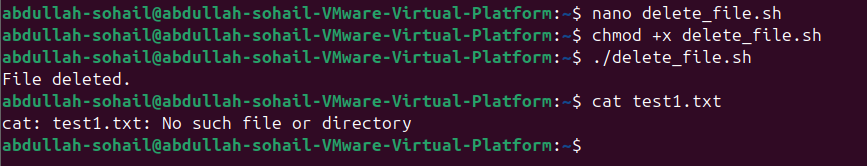 abdullah-sohail@abdullah-sohail-VMware-Virtual-Platform:~$ nano delete_file.sh
abdullah-sohail@abdullah-sohail-VMware-Virtual-Platform:~$ chmod +x delete_file.sh
abdullah-sohail@abdullah-sohail-VMware-Virtual-Platform:~$ ./delete_file.sh
File deleted.
abdullah-sohail@abdullah-sohail-VMware-Virtual-Platform:~$ cat test1.txt
cat: test1.txt: No such file or directory
abdullah-sohail@abdullah-sohail-VMware-Virtual-Platform:~$